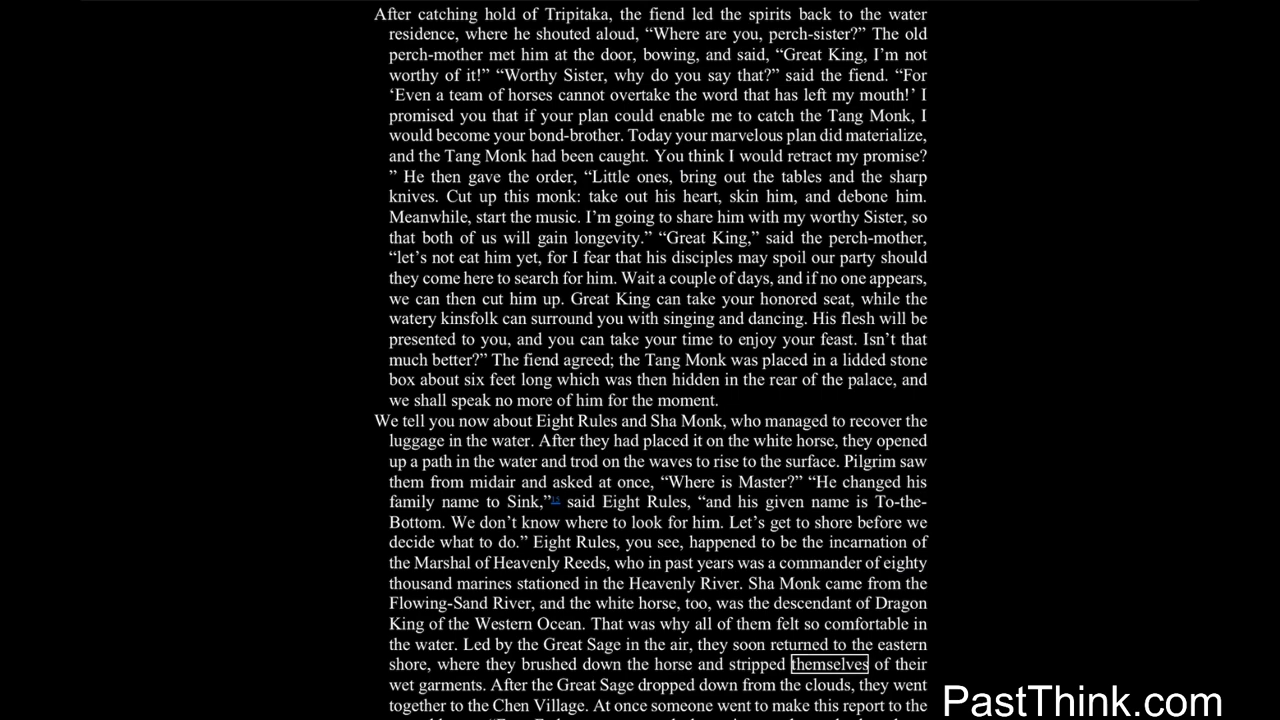 After catching hold of Tripitaka, the fiend led the spirits back to the water
residence, where he shouted aloud, “Where are you, perch-sister?” The old
perch-mother met him at the door, bowing, and said, “Great King, I’m not
worthy of it!” “Worthy Sister, why do you say that?” said the fiend. “For
‘Even a team of horses cannot overtake the word that has left my mouth!’ I
promised you that if your plan could enable me to catch the Tang Monk, I
would become your bond-brother. Today your marvelous plan did materialize,
and the Tang Monk had been caught. You think I would retract my promise?
” He then gave the order, “Little ones, bring out the tables and the sharp
knives. Cut up this monk: take out his heart, skin him, and debone him.
Meanwhile, start the music. I’m going to share him with my worthy Sister, so
that both of us will gain longevity.” “Great King,” said the perch-mother,
“let’s not eat him yet, for I fear that his disciples may spoil our party should
they come here to search for him. Wait a couple of days, and if no one appears,
we can then cut him up. Great King can take your honored seat, while the
watery kinsfolk can surround you with singing and dancing. His flesh will be
presented to you, and you can take your time to enjoy your feast. Isn’t that
much better?” The fiend agreed; the Tang Monk was placed in a lidded stone
box about six feet long which was then hidden in the rear of the palace, and
we shall speak no more of him for the moment.
We tell you now about Eight Rules and Sha Monk, who managed to recover the
luggage in the water. After they had placed it on the white horse, they opened
up a path in the water and trod on the waves to rise to the surface. Pilgrim saw
them from midair and asked at once, “Where is Master?” “He changed his
family name to Sink,”15 said Eight Rules, “and his given name is To-the-
Bottom. We don’t know where to look for him. Let’s get to shore before we
decide what to do.” Eight Rules, you see, happened to be the incarnation of
the Marshal of Heavenly Reeds, who in past years was a commander of eighty
thousand marines stationed in the Heavenly River. Sha Monk came from the
Flowing-Sand River, and the white horse, too, was the descendant of Dragon
King of the Western Ocean. That was why all of them felt so comfortable in
the water. Led by the Great Sage in the air, they soon returned to the eastern
shore, where they brushed down the horse and stripped themselves of their
wet garments. After the Great Sage dropped down from the clouds, they went
together to the Chen Village. At once someone went to make this report to the
PastThink.com